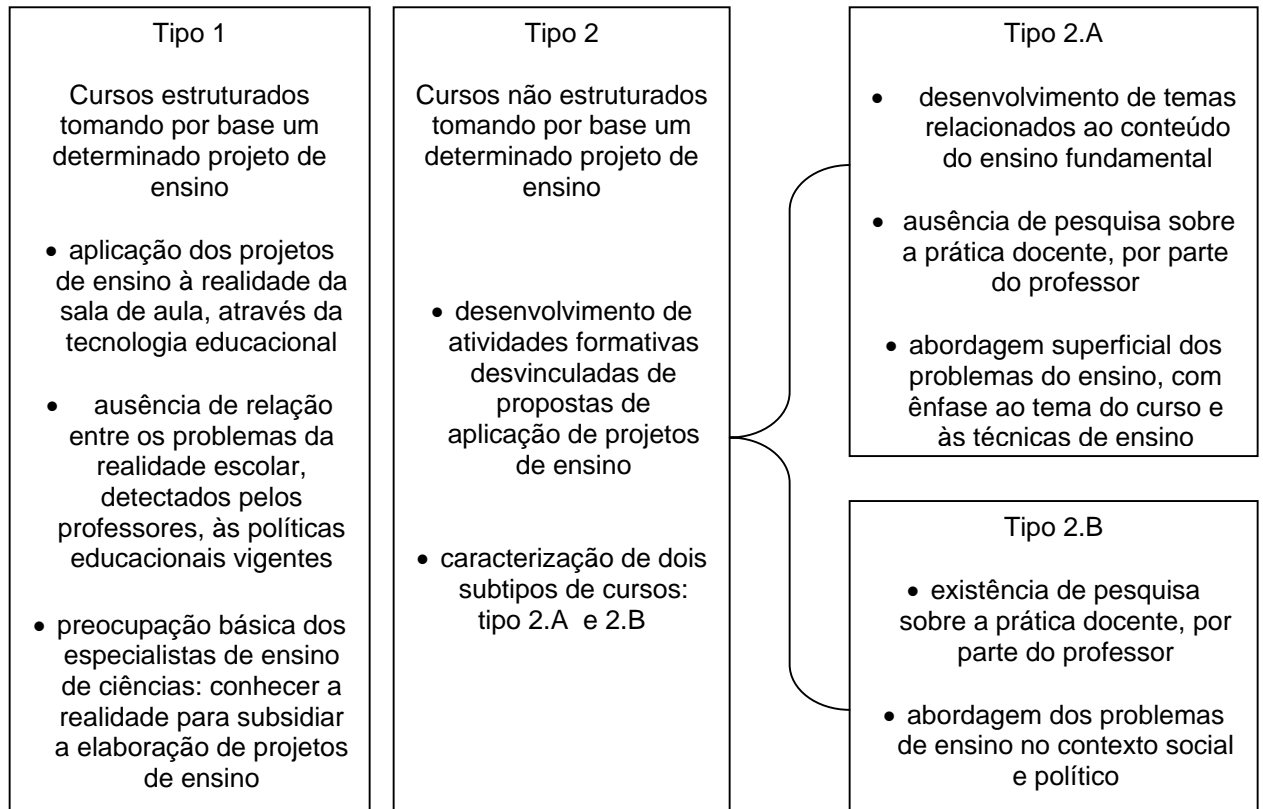 Tipo 1
Cursos estruturados
tomando por base um
determinado projeto de
ensino
• aplicação dos projetos
de ensino à realidade da
sala de aula, através da
tecnologia educacional
• ausência de relação
entre os problemas da
realidade escolar,
detectados pelos
professores, às políticas
educacionais vigentes
• preocupação básica dos
especialistas de ensino
de ciências: conhecer a
realidade para subsidiar
a elaboração de projetos
de ensino
Tipo 2
Cursos não estruturados
tomando por base um
determinado projeto de
ensino
• desenvolvimento de
atividades formativas
desvinculadas de
propostas de
aplicação de projetos
de ensino
• caracterização de dois
subtipos de cursos:
tipo 2.A e 2.B
Tipo 2.A
• desenvolvimento de temas
relacionados ao conteúdo
do ensino fundamental
• ausência de pesquisa sobre
a prática docente, por parte
do professor
• abordagem superficial dos
problemas do ensino, com
ênfase ao tema do curso e
às técnicas de ensino
Tipo 2.B
• existência de pesquisa
sobre a prática docente, por
parte do professor
• abordagem dos problemas
de ensino no contexto social
e político